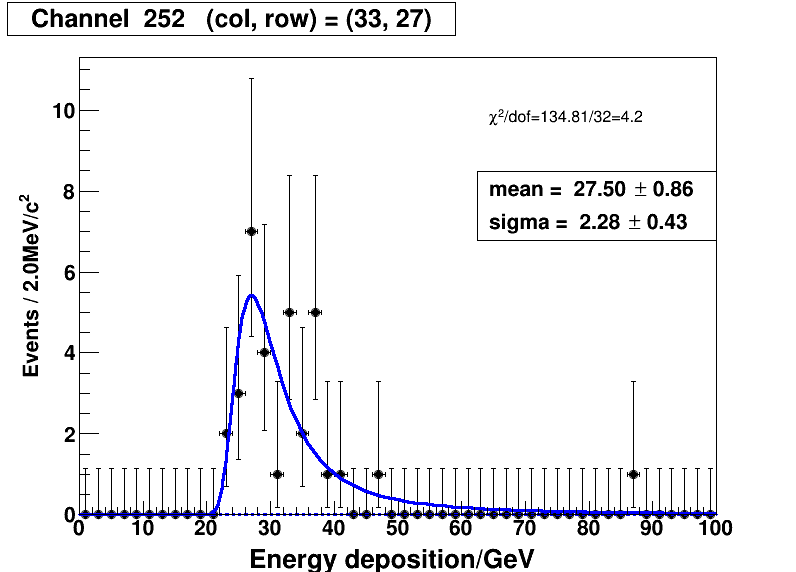 Channel 252 (col, row) = (33, 27)
χ²/dof=134.81/32=4.2
mean = 27.50 ± 0.86
sigma = 2.28 ± 0.43
Events / 2.0MeV/c²
10
8
6
4
2
0
0 10 20 30 40 50 60 70 80 90 100
Energy deposition/GeV